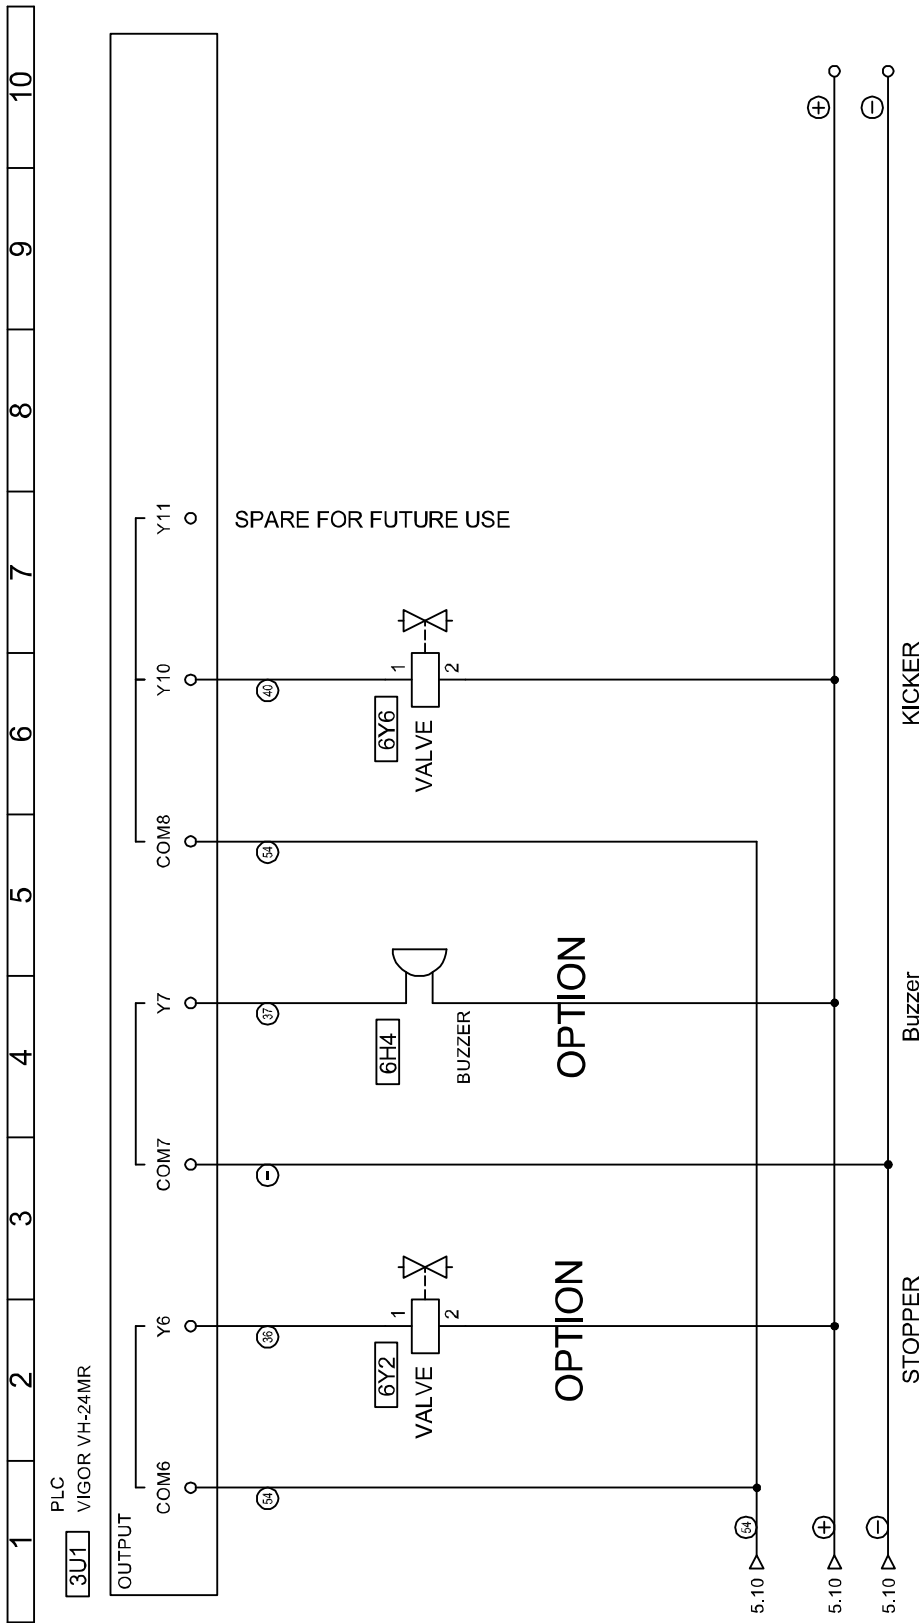 1 2 3 4 5 6 7 8 9 10
3U1
PLC
VIGOR VH-24MR
OUTPUT
COM6 Y6 COM7 Y7 COM8 Y10 Y11
54 36 - 37 54 40
SPARE FOR FUTURE USE
6Y2
VALVE
1
2
6H4
BUZZER
6Y6
VALVE
1
2
OPTION
OPTION
5.10 54
5.10 + +
5.10 - -
STOPPER
Buzzer
KICKER